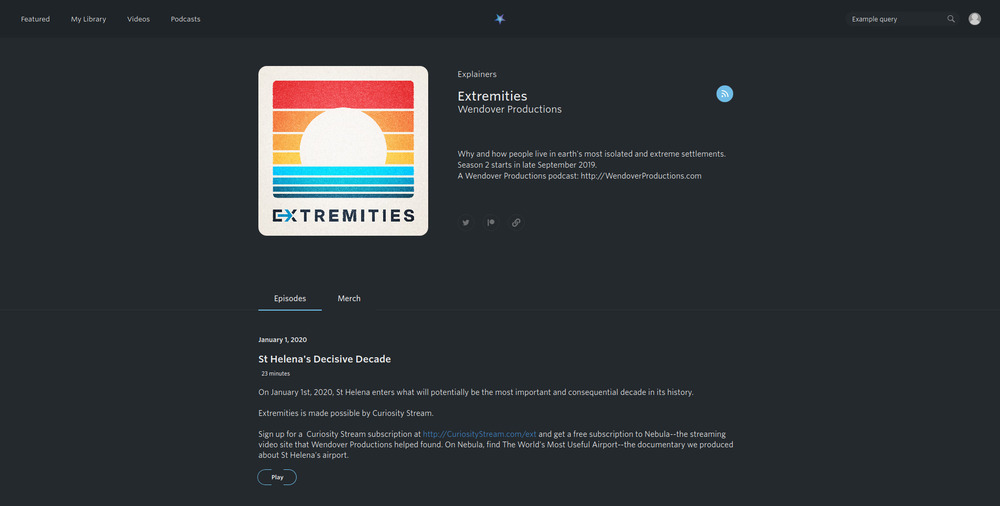 Featured
My Library
Videos
Podcasts
Example query
Explainers
Extremities
Wendover Productions
Why and how people live in earth's most isolated and extreme settlements.
Season 2 starts in late September 2019.
A Wendover Productions podcast: http://WendoverProductions.com
EXTREMITIES
Episodes
Merch
January 1, 2020
St Helena's Decisive Decade
23 minutes
On January 1st, 2020, St Helena enters what will potentially be the most important and consequential decade in its history.
Extremities is made possible by Curiosity Stream.
Sign up for a  Curiosity Stream subscription at http://CuriosityStream.com/ext and get a free subscription to Nebula--the streaming
video site that Wendover Productions helped found. On Nebula, find The World's Most Useful Airport--the documentary we produced
about St Helena's airport.
Play